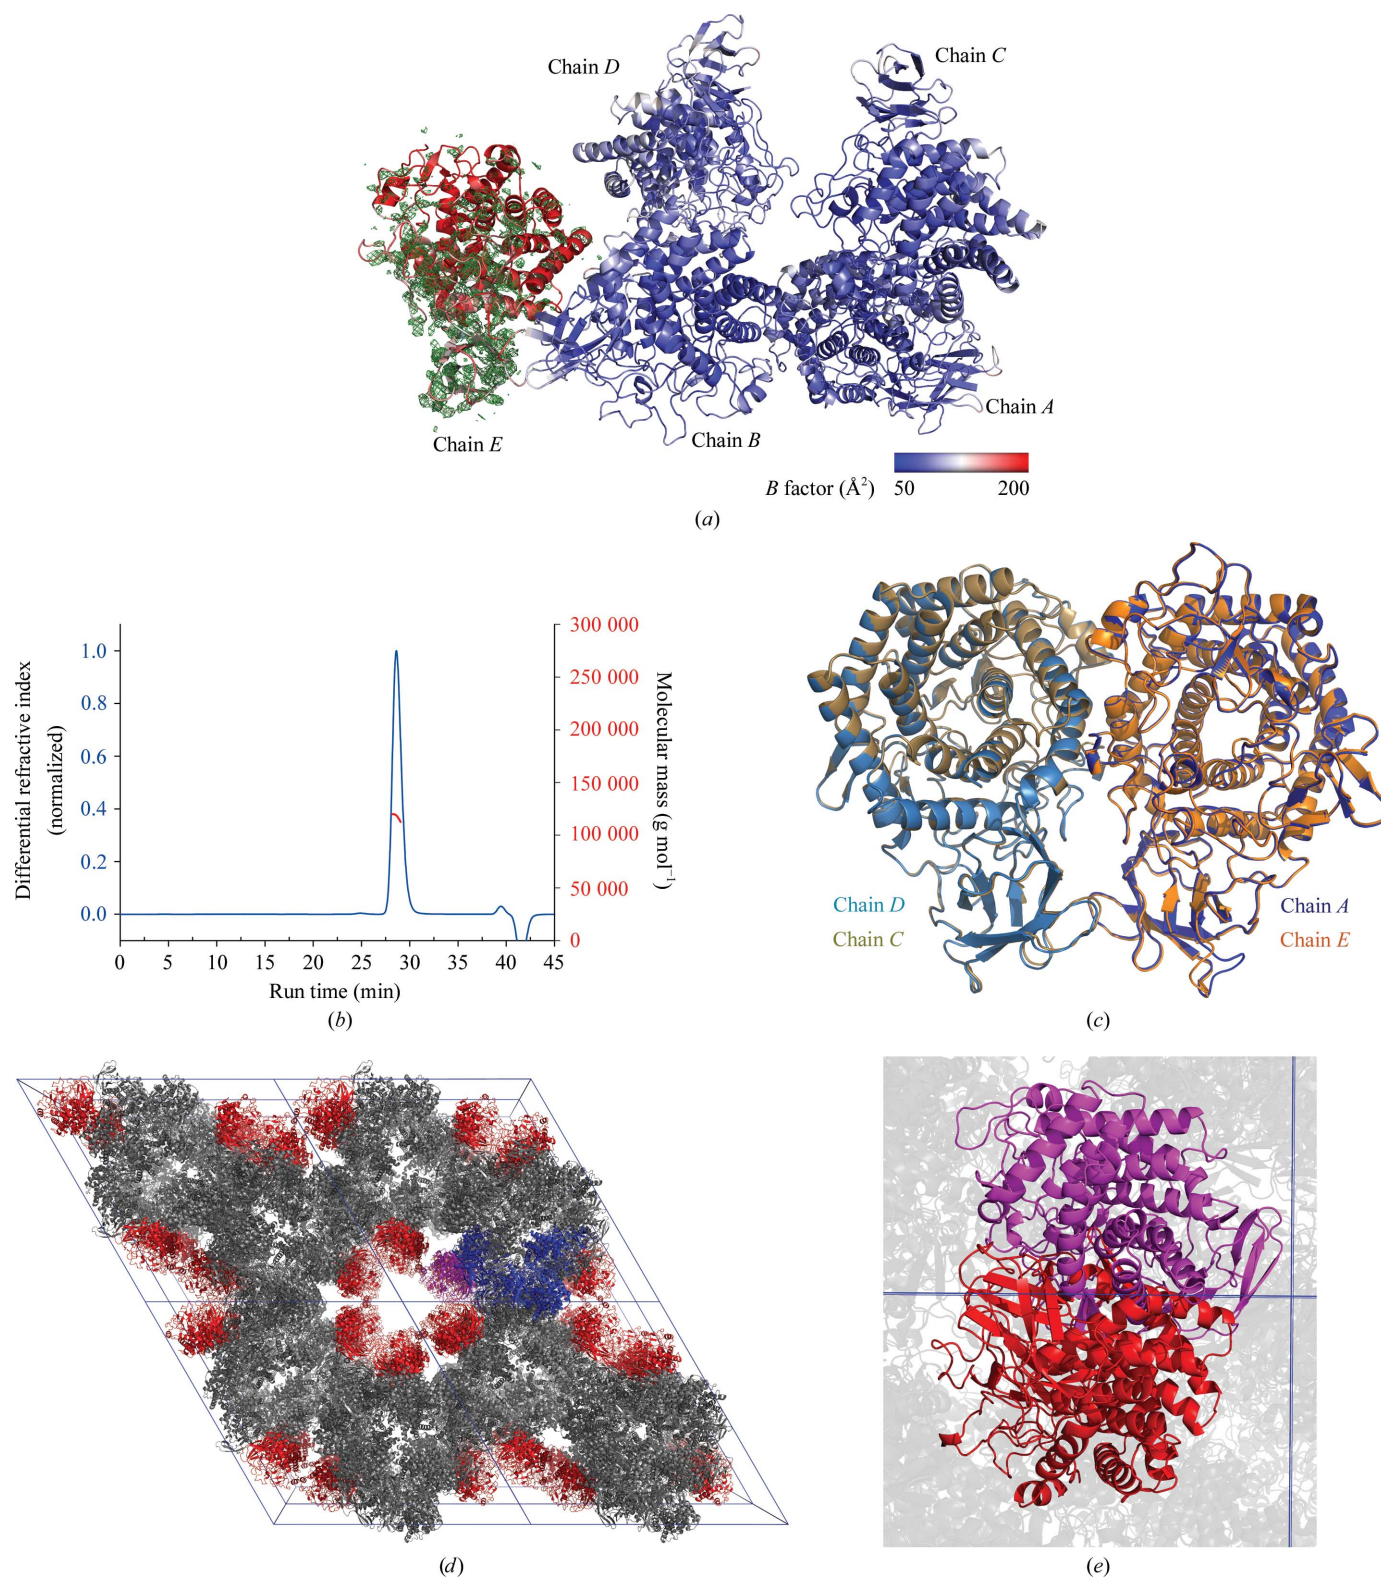 Chain D
Chain C
Chain E
Chain B
Chain A
B factor (Å²)
50
200
(a)
Differential refractive index
(normalized)
1.0
0.8
0.6
0.4
0.2
0.0
300 000
250 000
200 000
150 000
100 000
50 000
0
Molecular mass (g mol⁻¹)
0 5 10 15 20 25 30 35 40 45
Run time (min)
(b)
Chain D
Chain C
Chain A
Chain E
(c)
(d)
(e)